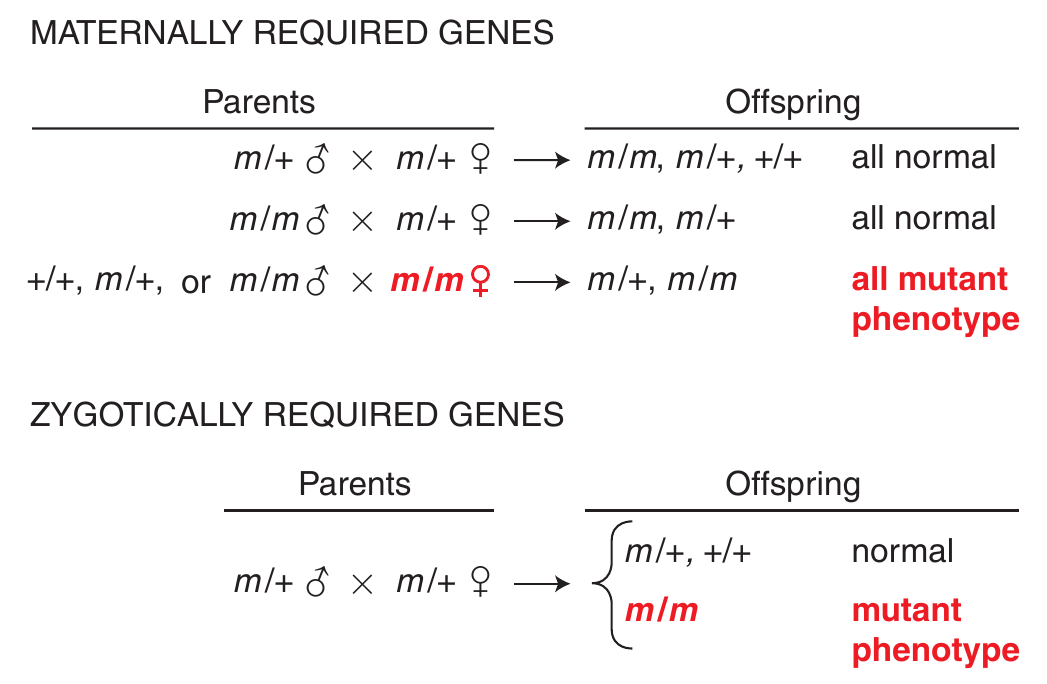 MATERNALLY REQUIRED GENES
Parents Offspring
m/+ ♂ × m/+ ♀ → m/m, m/+, +/+ all normal
m/m ♂ × m/+ ♀ → m/m, m/+ all normal
+/+, m/+, or m/m ♂ × m/m ♀ → m/+, m/m all mutant
phenotype
ZYGOTICALLY REQUIRED GENES
Parents Offspring
m/+, +/+ normal
m/+ ♂ × m/+ ♀ →
m/m mutant
phenotype